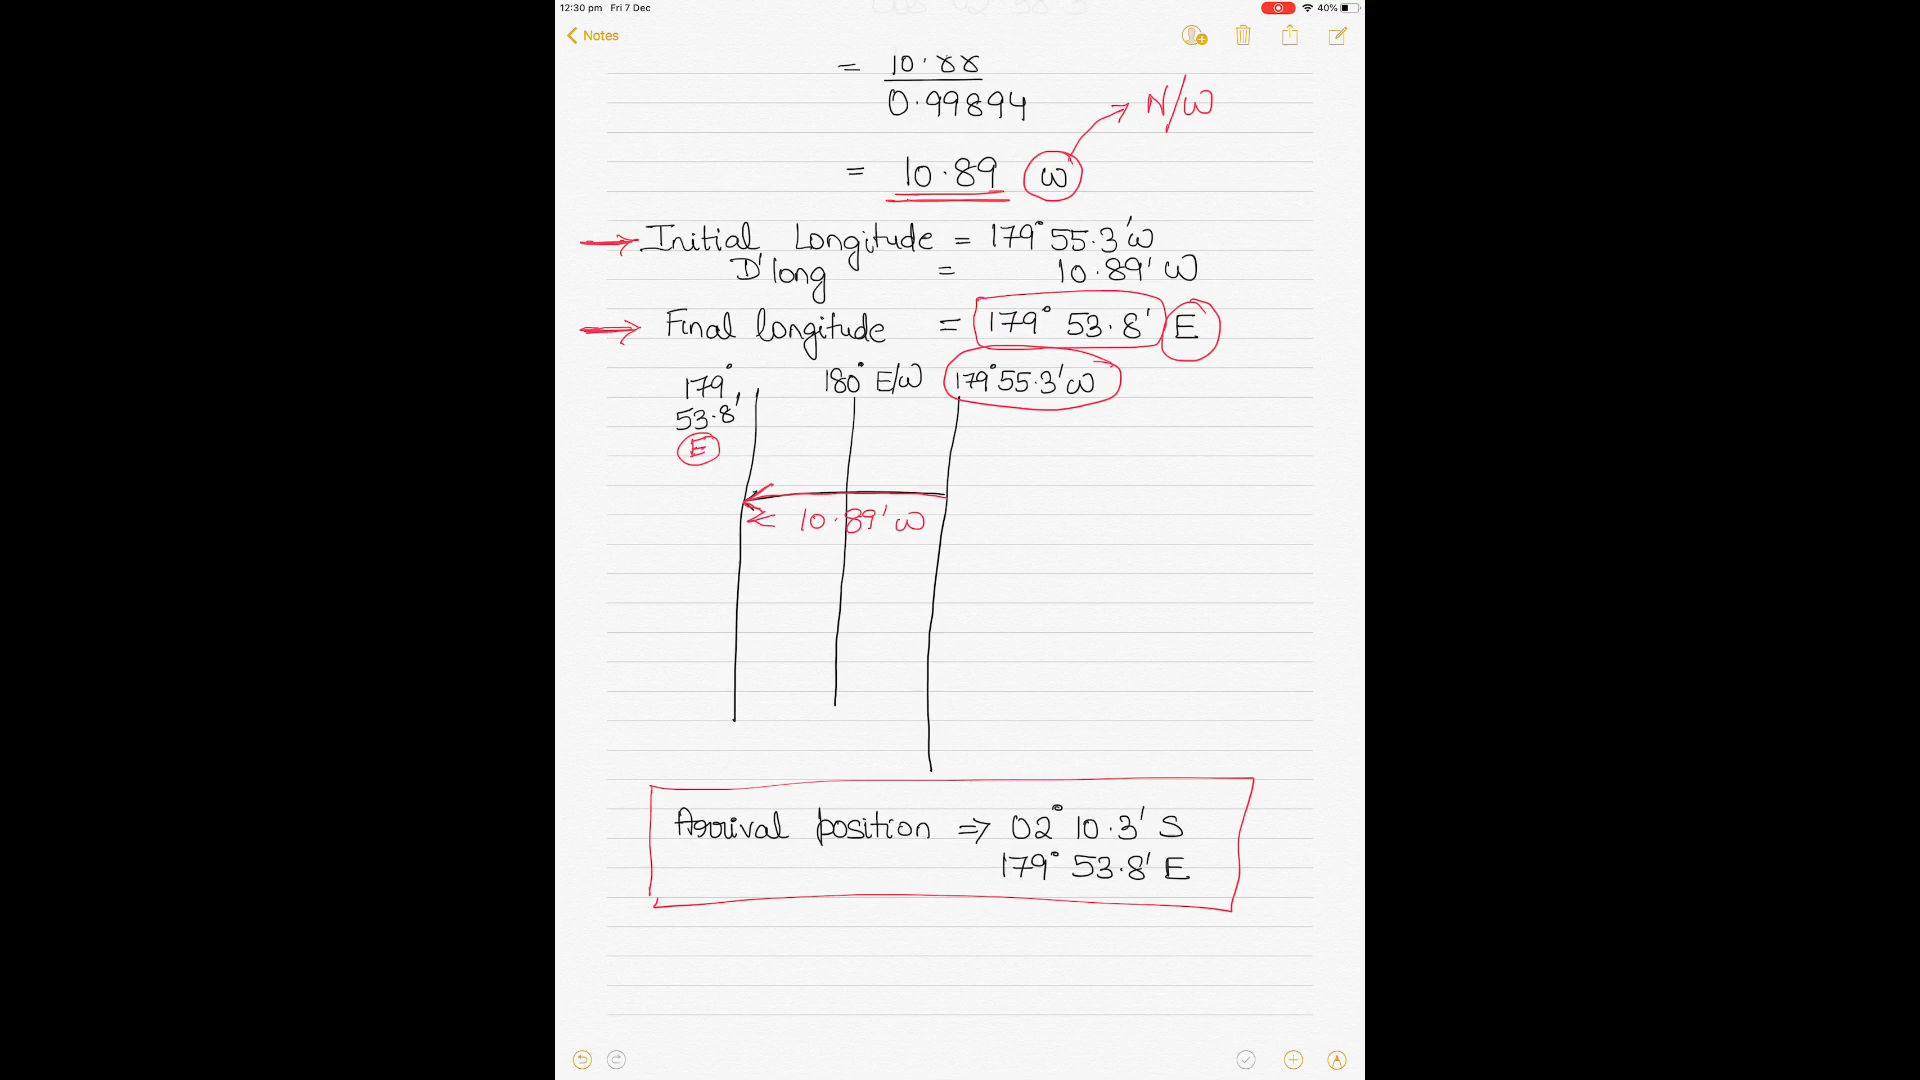 12:30 pm Fri 7 Dec
40%
Notes
= 10.88
0.99894
N/W
= 10.89 W
Initial Longitude = 179° 55.3' W
D'long = 10.89' W
Final longitude = 179° 53.8' E
179° 53.8' E
180° E/W
179° 55.3' W
← 10.89' W
Arrival position ⇒ 02° 10.3' S
179° 53.8' E